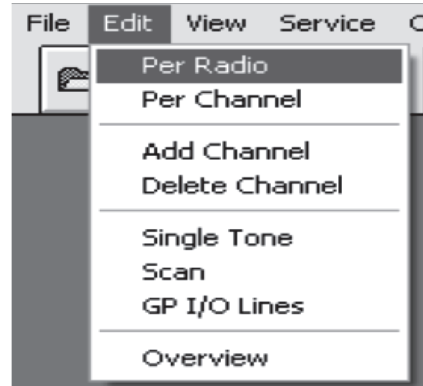 File Edit View Service
Per Radio
Per Channel
Add Channel
Delete Channel
Single Tone
Scan
GP I/O Lines
Overview